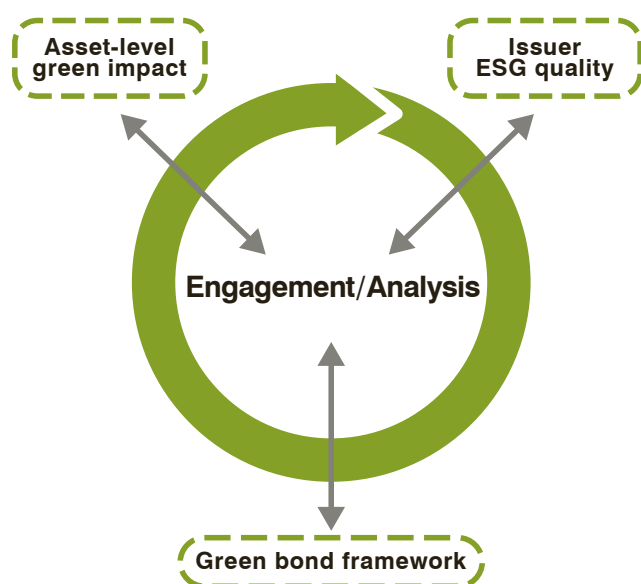 Asset-level
green impact
Issuer
ESG quality
Engagement/Analysis
Green bond framework